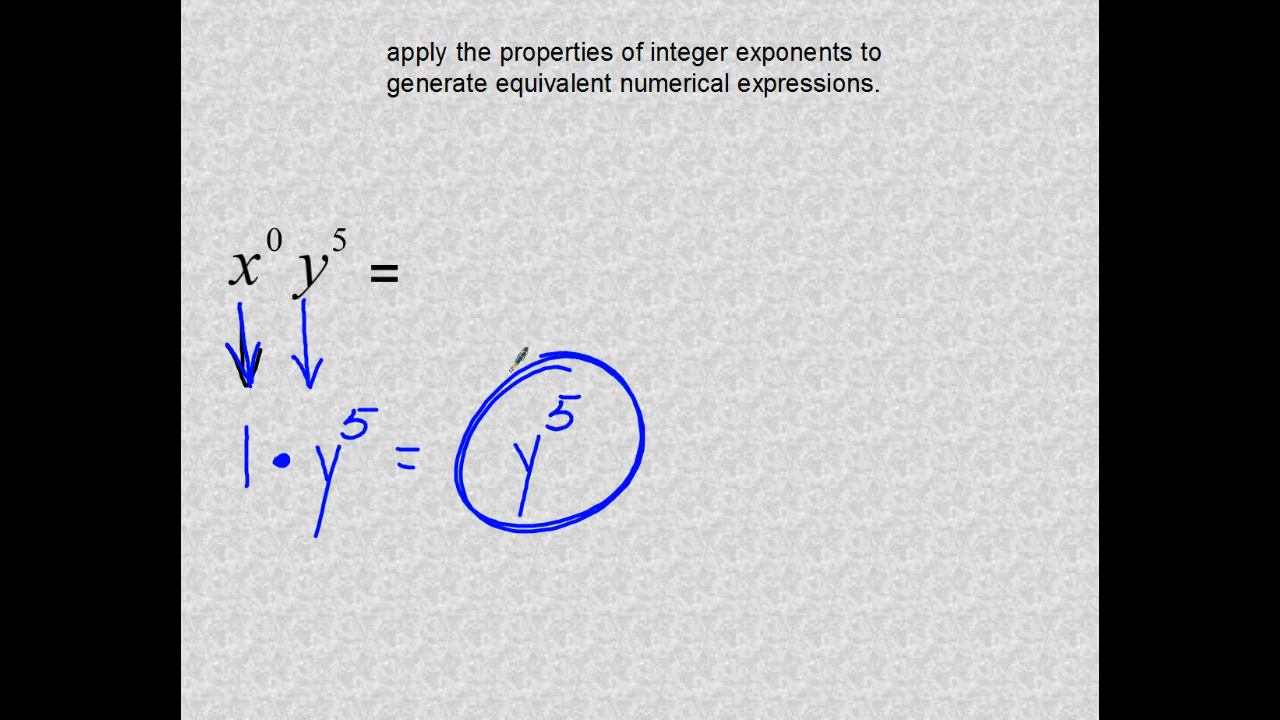 apply the properties of integer exponents to
generate equivalent numerical expressions.
x⁰ y⁵ =
1 • y⁵ = y⁵